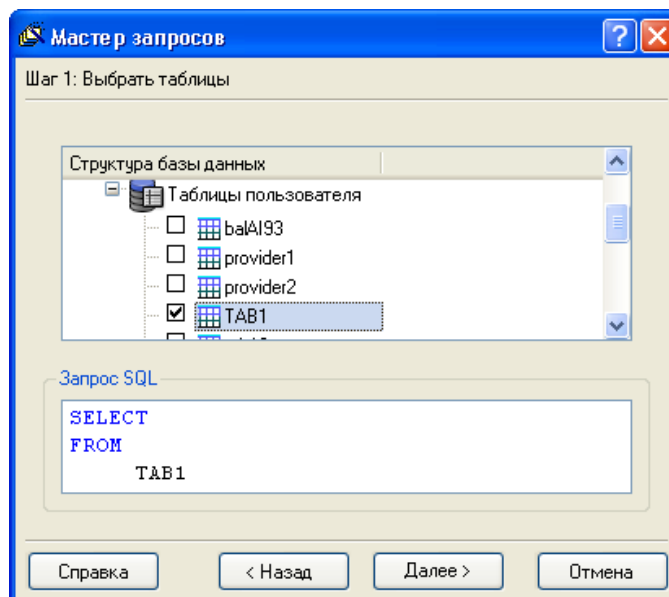 Мастер запросов
Шаг 1: Выбрать таблицы
Структура базы данных
Таблицы пользователя
balAI93
provider1
provider2
TAB1
Запрос SQL
SELECT
FROM
TAB1
Справка
< Назад
Далее >
Отмена